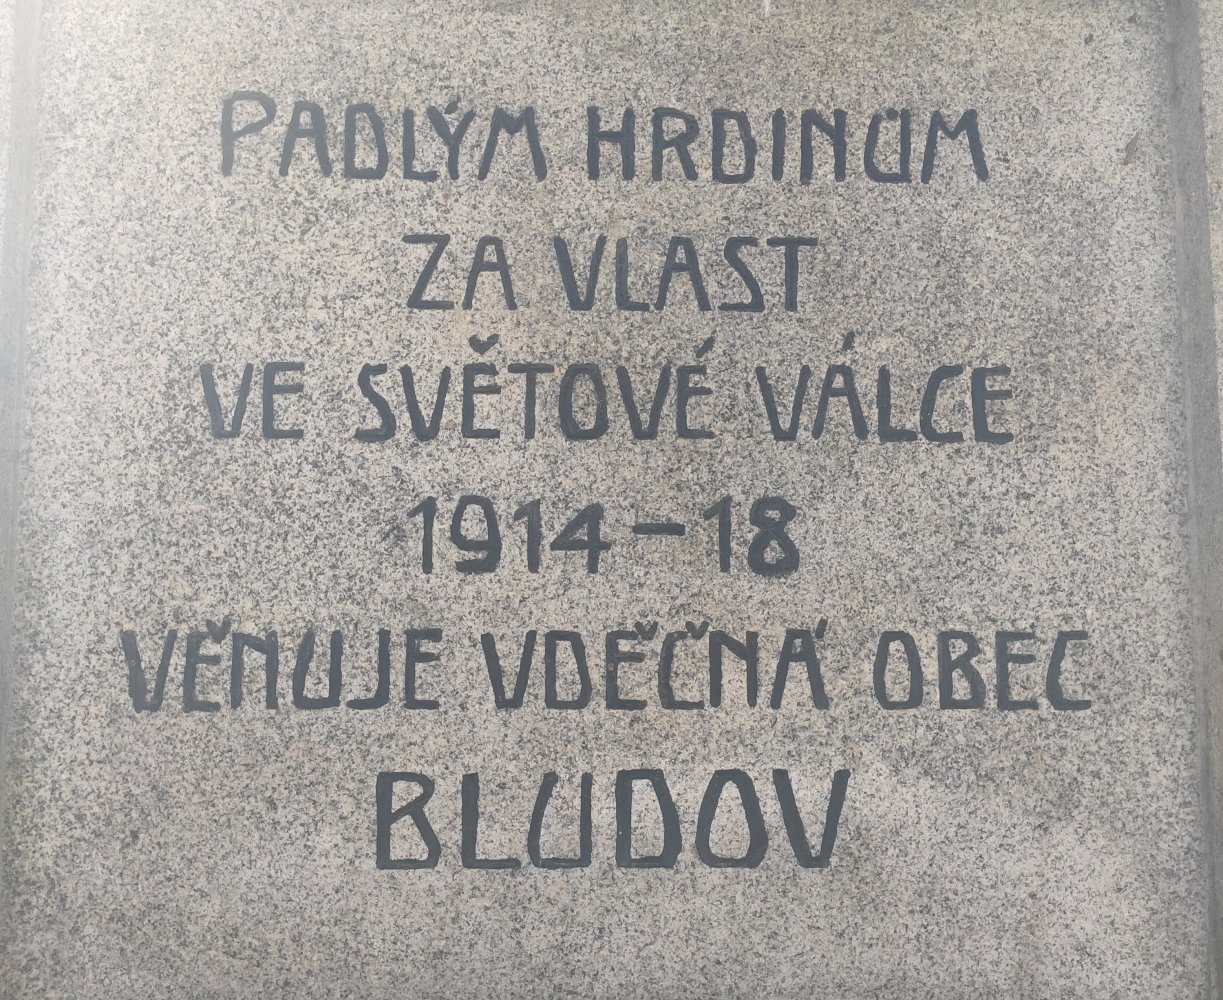 PADLÝM HRDINŮM
ZA VLAST
VE SVĚTOVÉ VÁLCE
1914-18
VĚNUJE VDĚČNÁ OBEC
BLUDOV